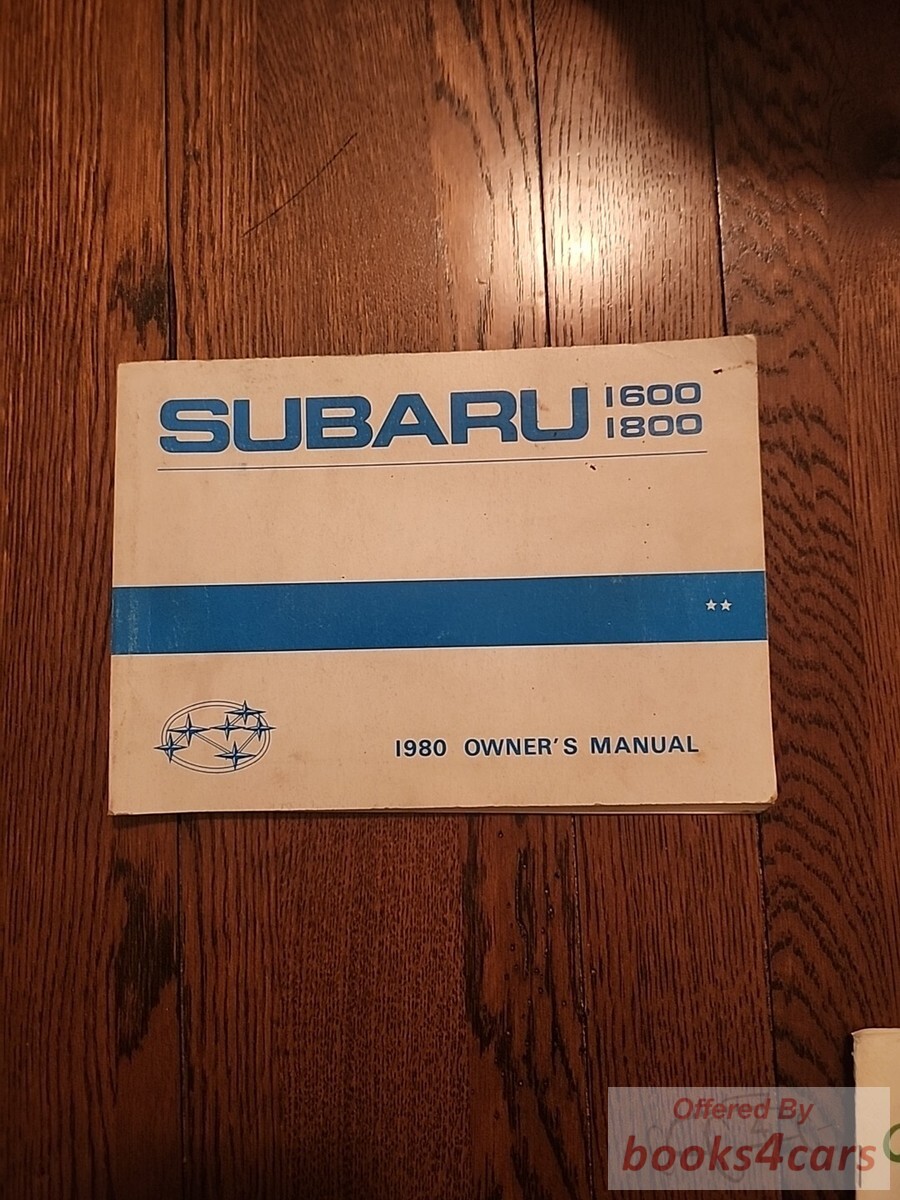 SUBARU 1600
1800
★★
1980 OWNER'S MANUAL
Offered By
books4cars